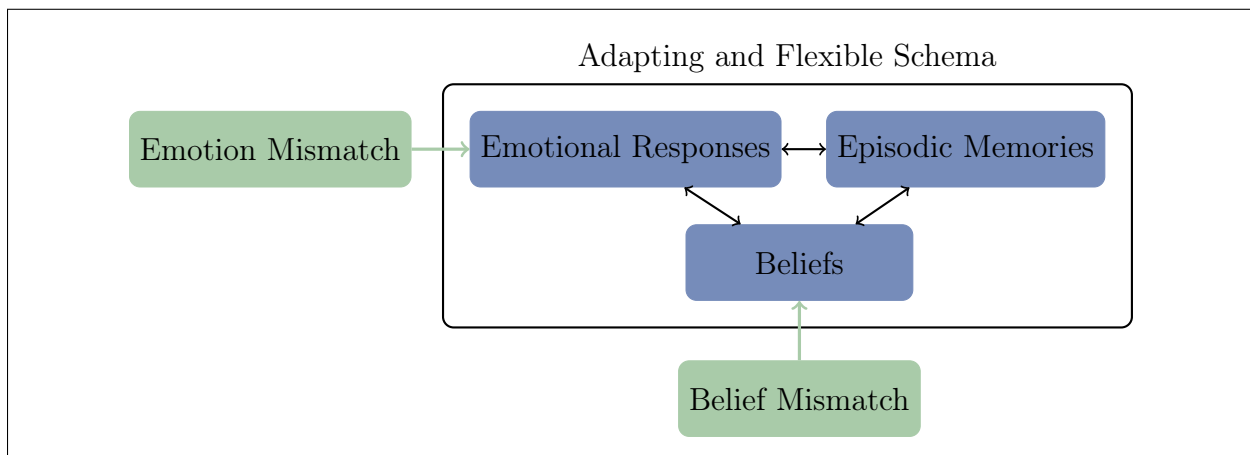 Adapting and Flexible Schema
Emotion Mismatch
Emotional Responses
Episodic Memories
Beliefs
Belief Mismatch